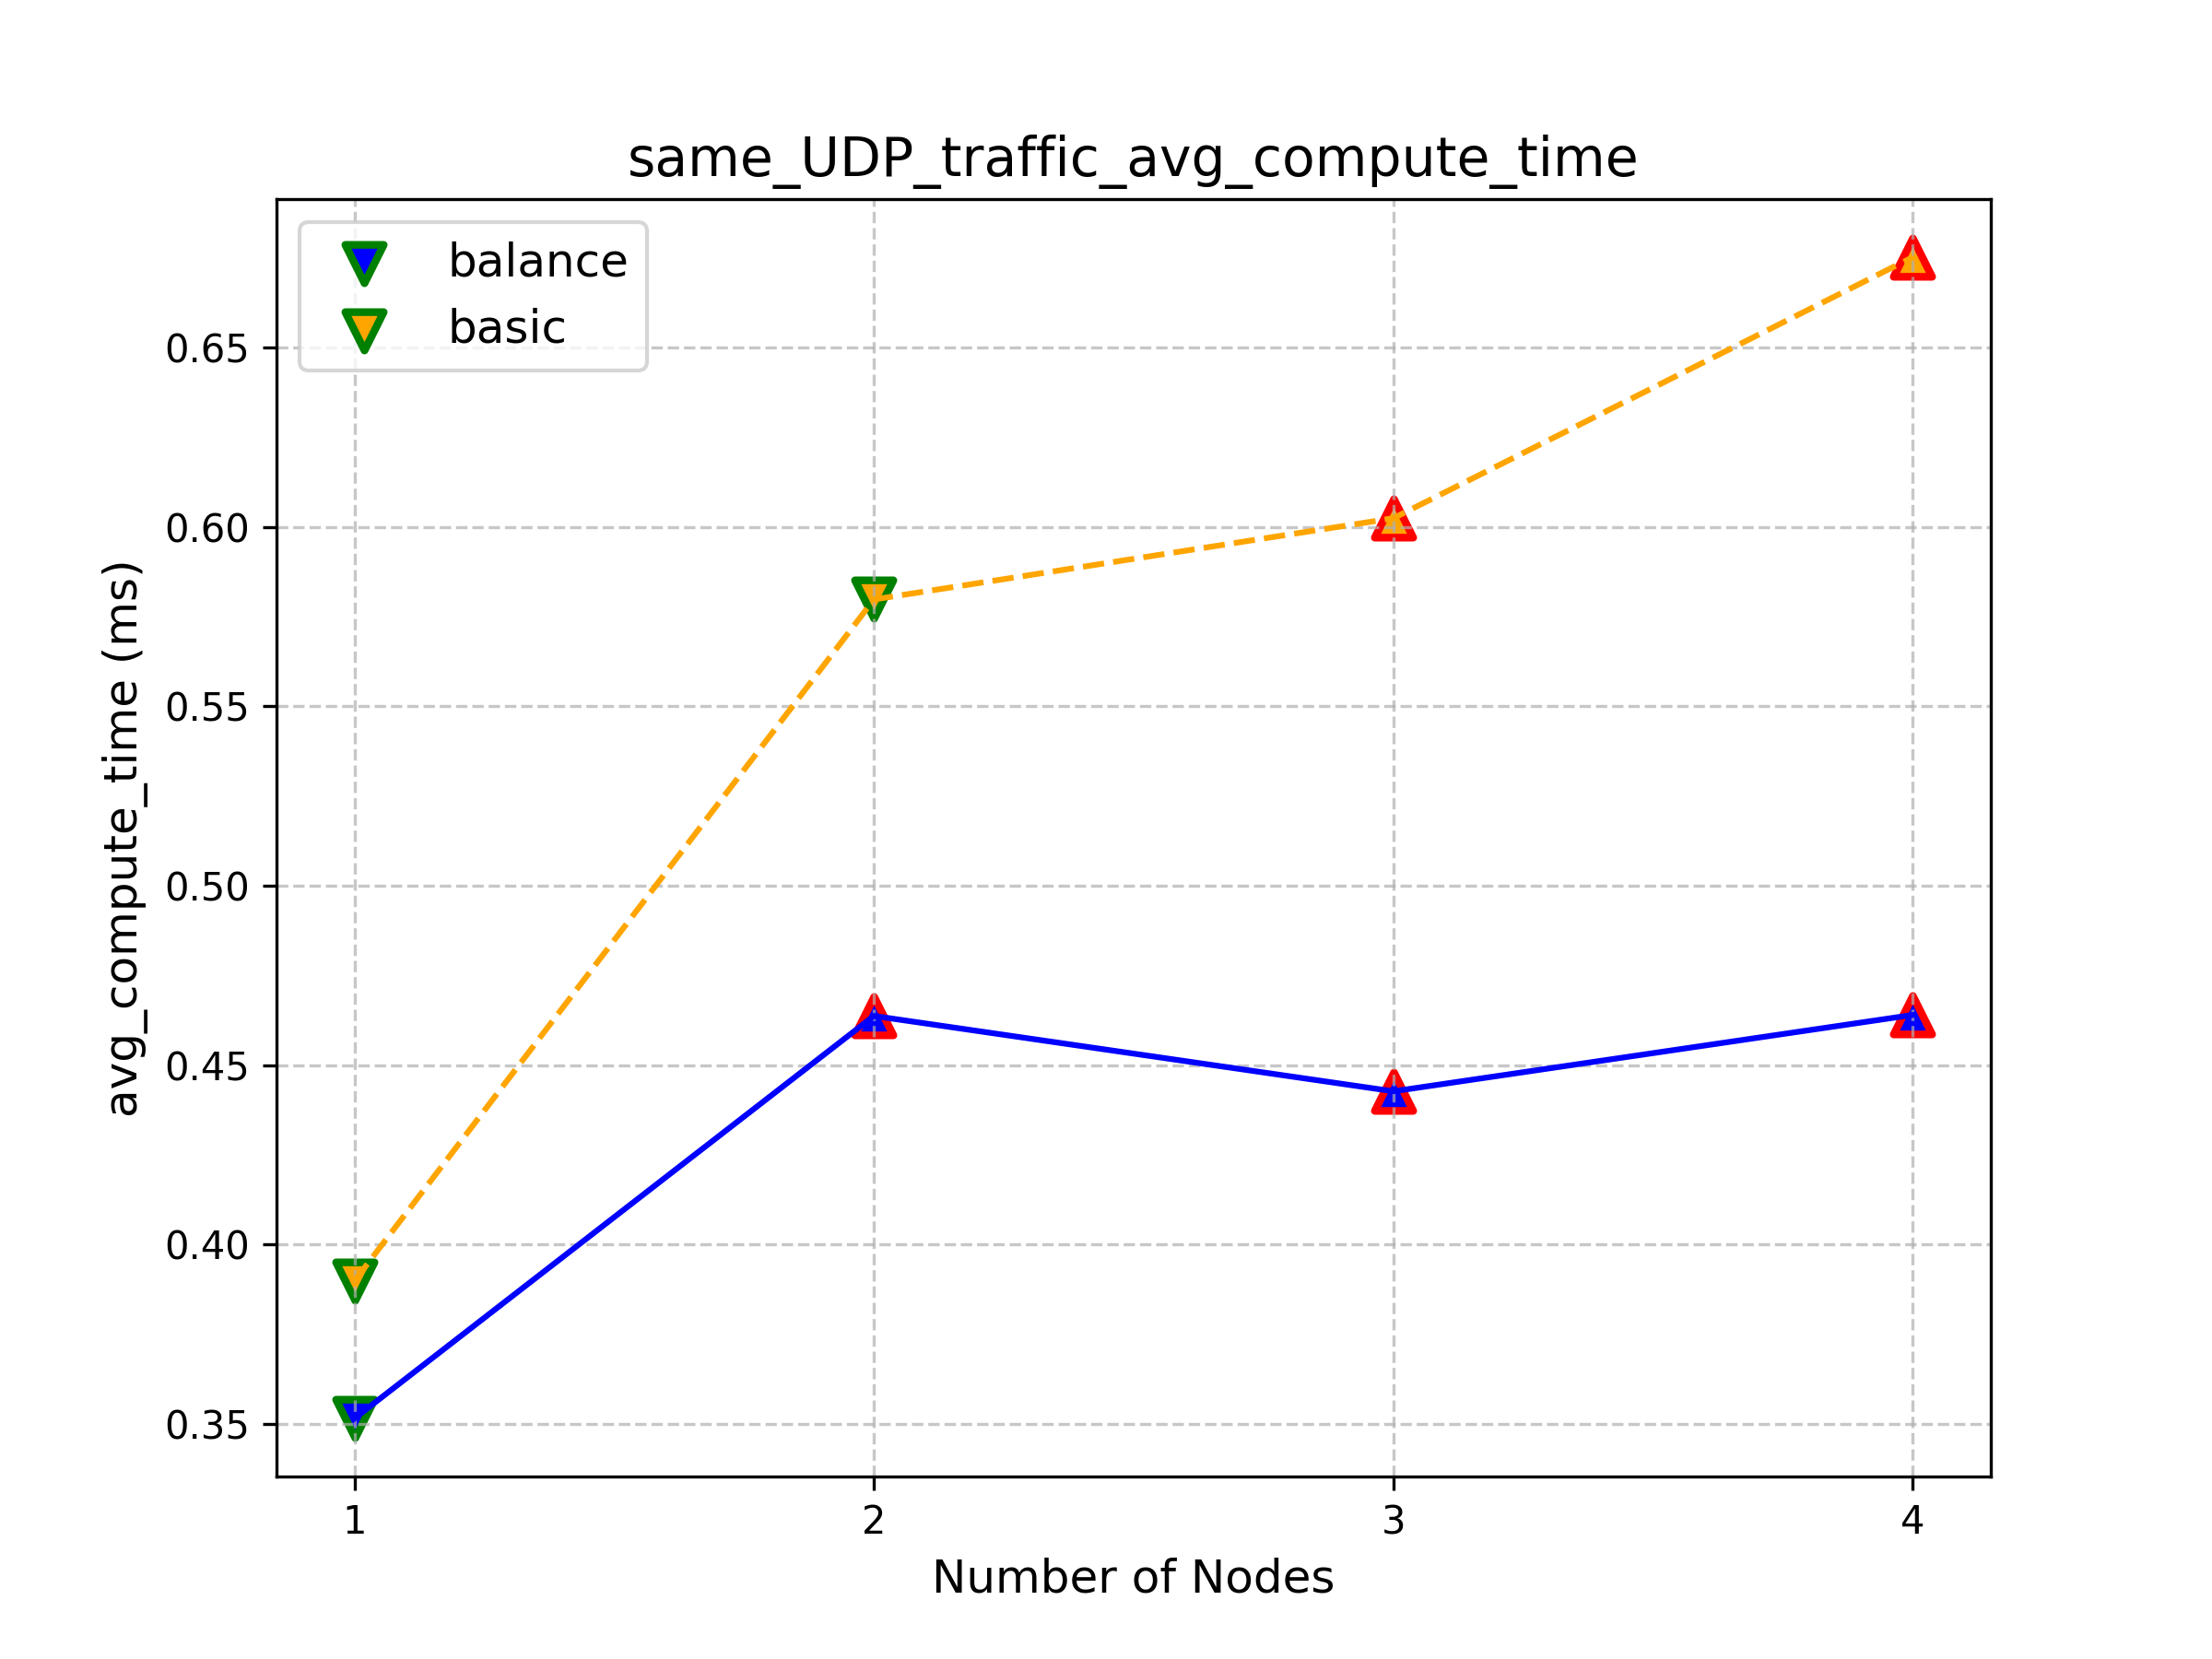 same_UDP_traffic_avg_compute_time
balance
basic
avg_compute_time (ms)
0.65
0.60
0.55
0.50
0.45
0.40
0.35
1 2 3 4
Number of Nodes